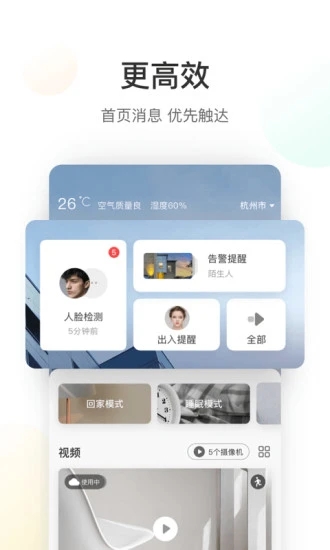 更高效
首页消息 优先触达
26℃ 空气质量良 湿度60% 杭州市
5
告警提醒
陌生人
人脸检测
5分钟前
出入提醒
全部
回家模式
睡眠模式
视频
5个摄像机
使用中